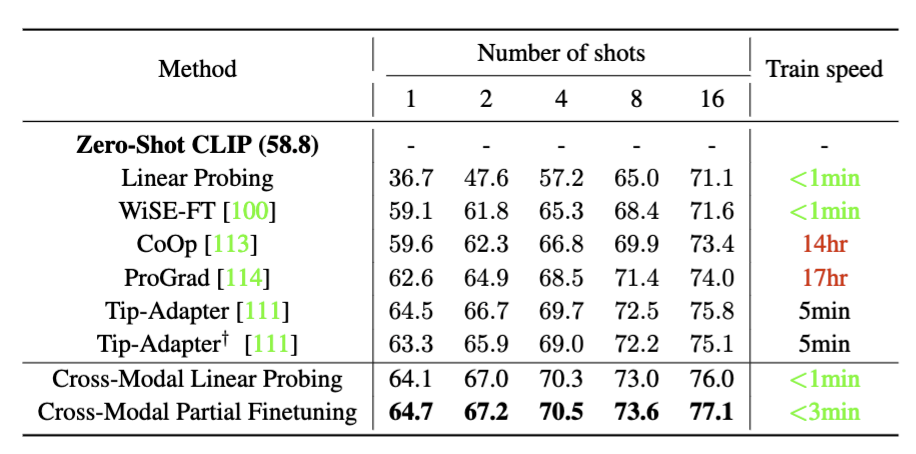 Method Number of shots Train speed
1 2 4 8 16
Zero-Shot CLIP (58.8) - - - - - -
Linear Probing 36.7 47.6 57.2 65.0 71.1 <1min
WiSE-FT [100] 59.1 61.8 65.3 68.4 71.6 <1min
CoOp [113] 59.6 62.3 66.8 69.9 73.4 14hr
ProGrad [114] 62.6 64.9 68.5 71.4 74.0 17hr
Tip-Adapter [111] 64.5 66.7 69.7 72.5 75.8 5min
Tip-Adapter† [111] 63.3 65.9 69.0 72.2 75.1 5min
Cross-Modal Linear Probing 64.1 67.0 70.3 73.0 76.0 <1min
Cross-Modal Partial Finetuning 64.7 67.2 70.5 73.6 77.1 <3min